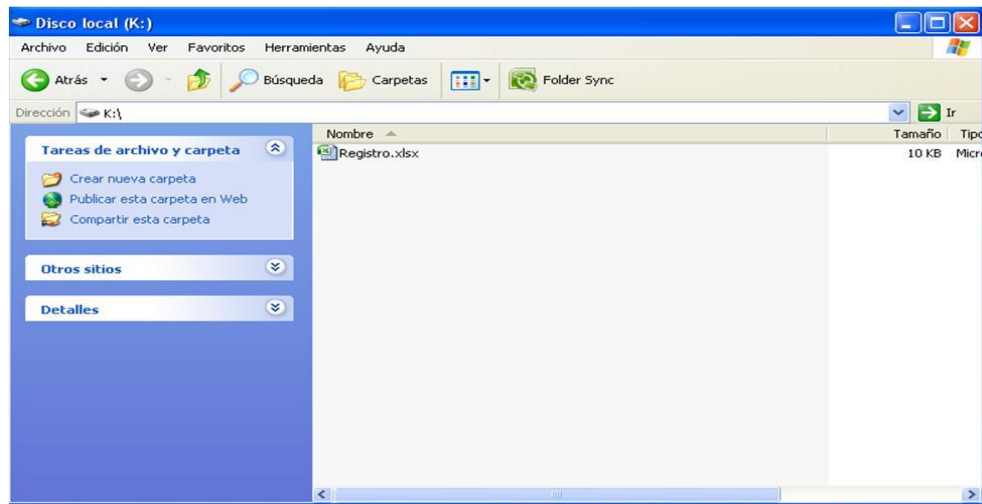 Disco local (K:)
Archivo Edición Ver Favoritos Herramientas Ayuda
Atrás Búsqueda Carpetas Folder Sync
Dirección K:\ Ir
Nombre Tamaño Tipo
Tareas de archivo y carpeta
Registro.xlsx 10 KB Micro
Crear nueva carpeta
Publicar esta carpeta en Web
Compartir esta carpeta
Otros sitios
Detalles